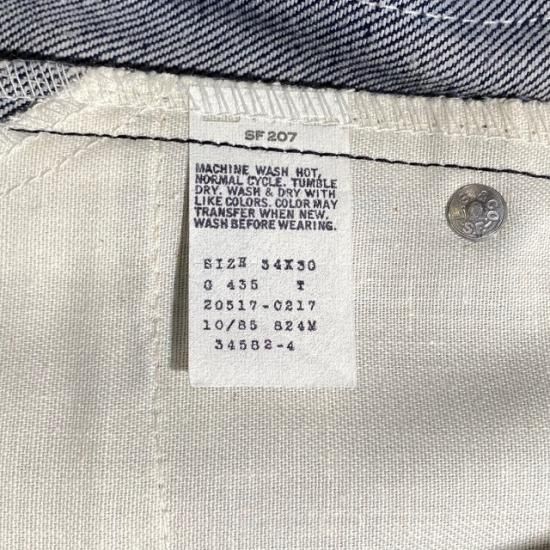 SF 207
MACHINE WASH HOT,
NORMAL CYCLE. TUMBLE
DRY. WASH & DRY WITH
LIKE COLORS. COLOR MAY
TRANSFER WHEN NEW.
WASH BEFORE WEARING.
SIZE 34X30
G 435 T
20517-0217
10/85 824M
34582-4